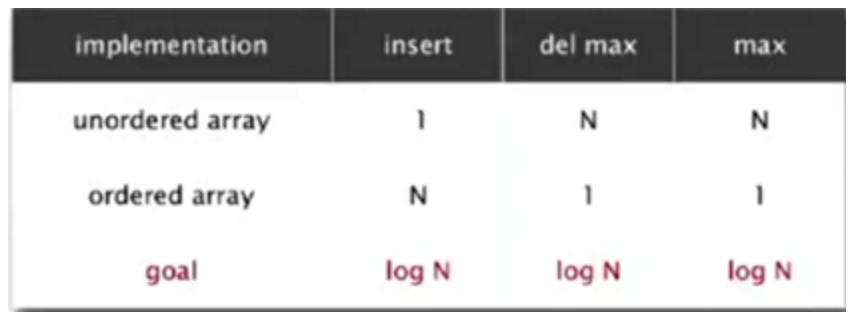 implementation insert del max max
unordered array 1 N N
ordered array N 1 1
goal log N log N log N